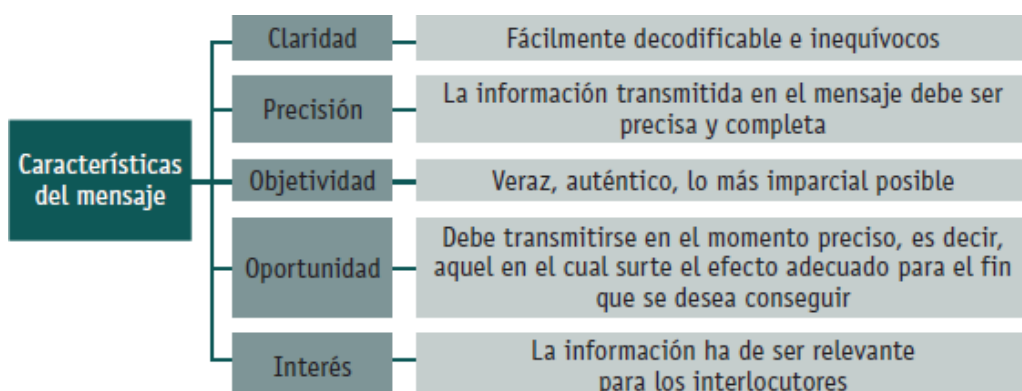 Características
del mensaje
Claridad
Fácilmente decodificable e inequívocos
Precisión
La información transmitida en el mensaje debe ser
precisa y completa
Objetividad
Veraz, auténtico, lo más imparcial posible
Oportunidad
Debe transmitirse en el momento preciso, es decir,
aquel en el cual surte el efecto adecuado para el fin
que se desea conseguir
Interés
La información ha de ser relevante
para los interlocutores